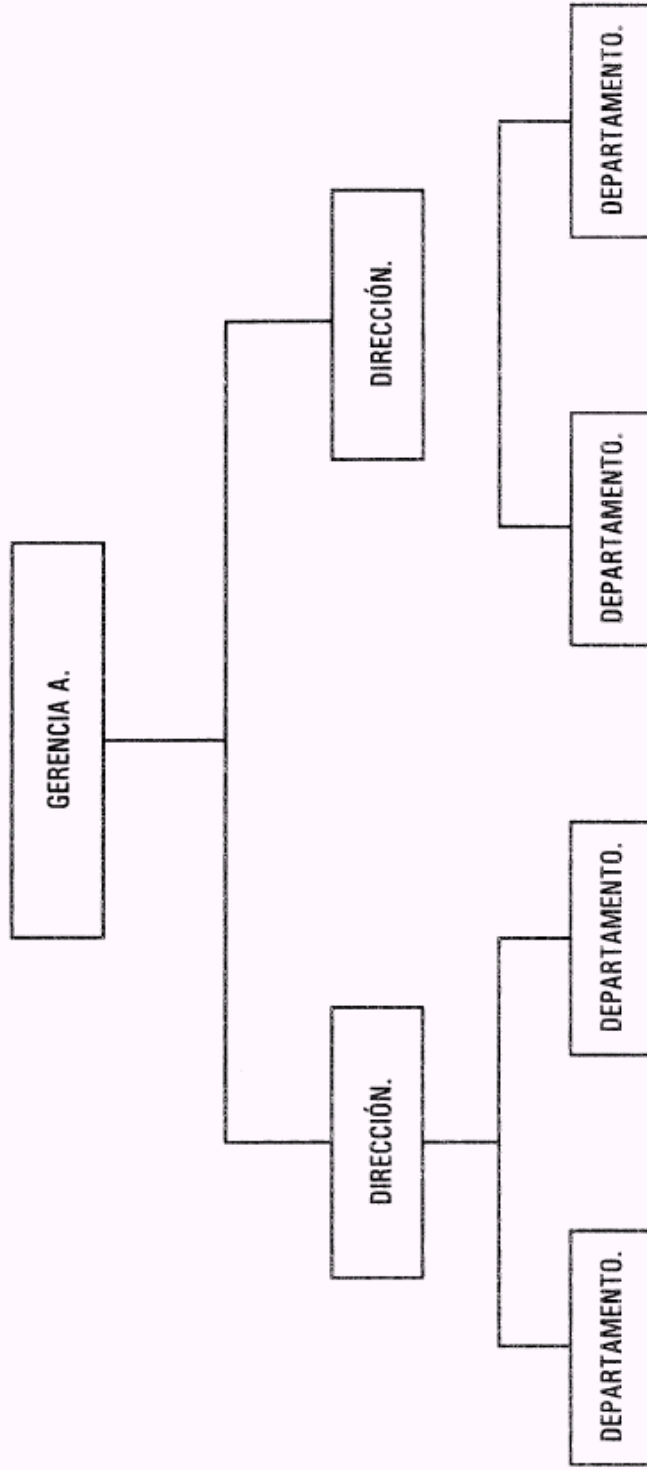 GERENCIA A.
DIRECCIÓN.
DIRECCIÓN.
DEPARTAMENTO.
DEPARTAMENTO.
DEPARTAMENTO.
DEPARTAMENTO.